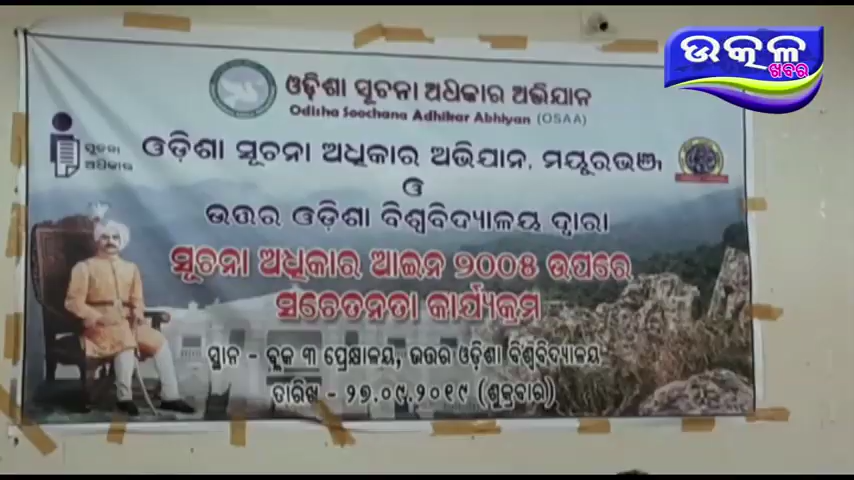 ଉତ୍କଳ
ଖବର
ଓଡ଼ିଶା ସୂଚନା ଅଧିକାର ଅଭିଯାନ
Odisha Soochana Adhikar Abhiyan (OSAA)
ସୂଚନା
ଅଧିକାର
ଓଡ଼ିଶା ସୂଚନା ଅଧିକାର ଅଭିଯାନ, ମୟୂରଭଞ୍ଜ
ଓ
ଉତ୍ତର ଓଡ଼ିଶା ବିଶ୍ୱବିଦ୍ୟାଳୟ ଦ୍ୱାରା
ସୂଚନା ଅଧିକାର ଆଇନ ୨୦୦୫ ଉପରେ
ସଚେତନତା କାର୍ଯ୍ୟକ୍ରମ
ସ୍ଥାନ - ବ୍ଲକ ୩ ପ୍ରେକ୍ଷାଳୟ, ଉତ୍ତର ଓଡ଼ିଶା ବିଶ୍ୱବିଦ୍ୟାଳୟ
ତାରିଖ - ୨୭.୦୯.୨୦୧୯ (ଶୁକ୍ରବାର)